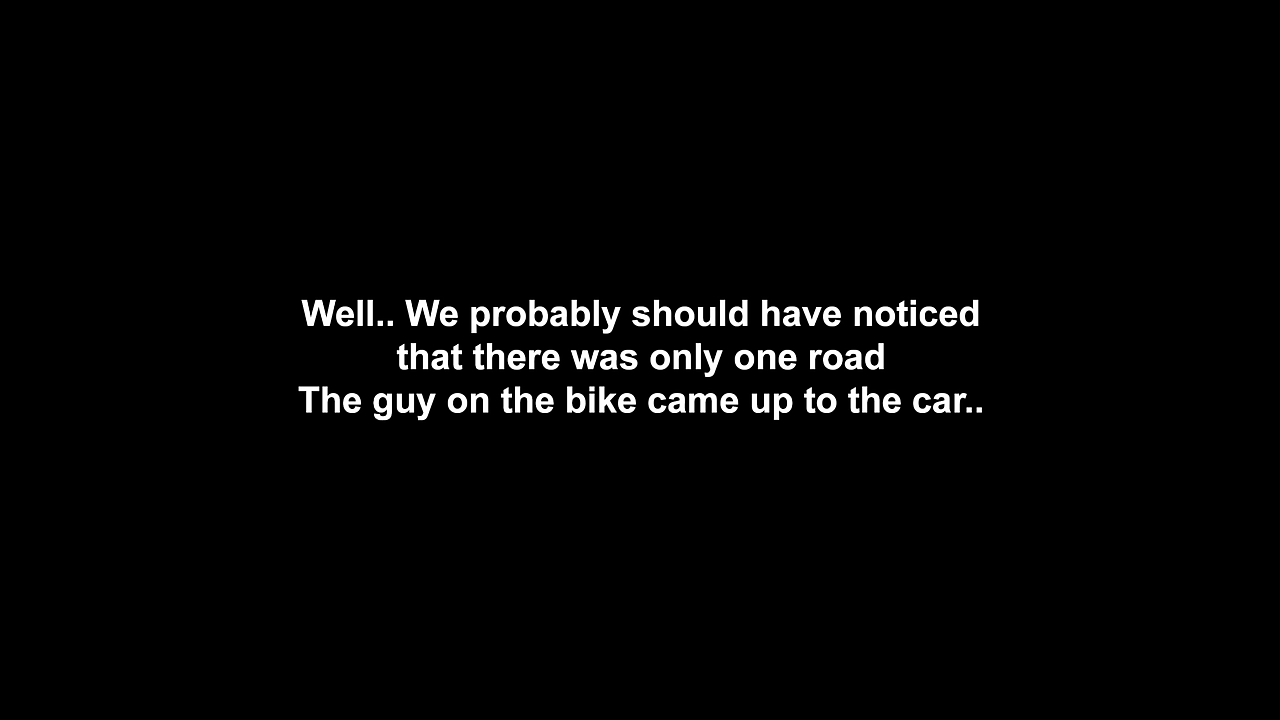 Well.. We probably should have noticed
that there was only one road
The guy on the bike came up to the car..